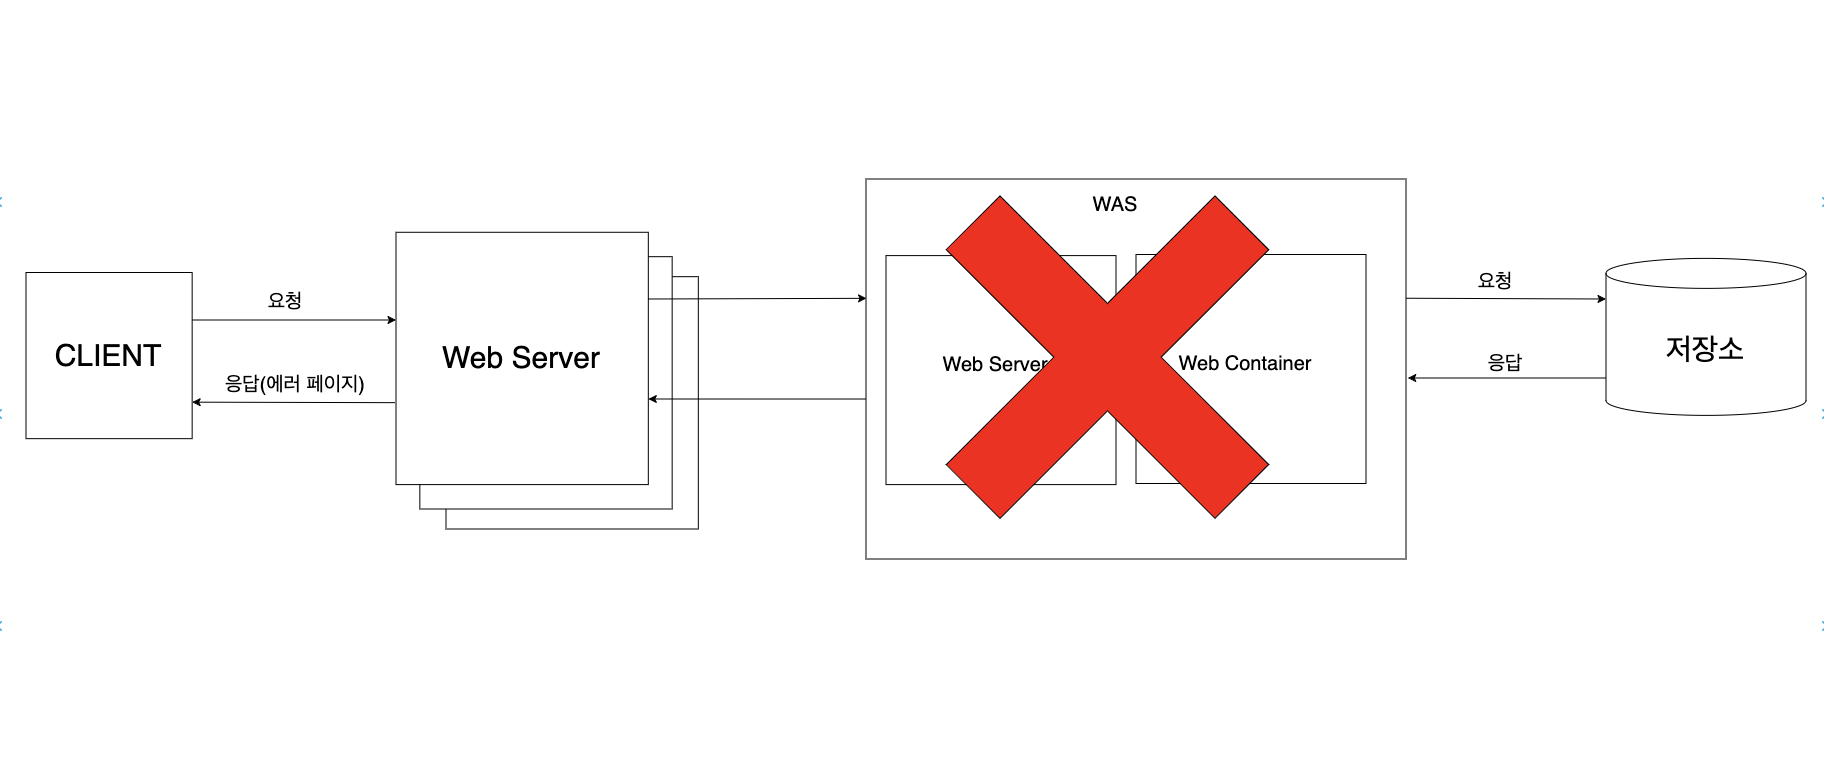 CLIENT
요청
응답(에러 페이지)
Web Server
WAS
Web Server
Web Container
요청
응답
저장소